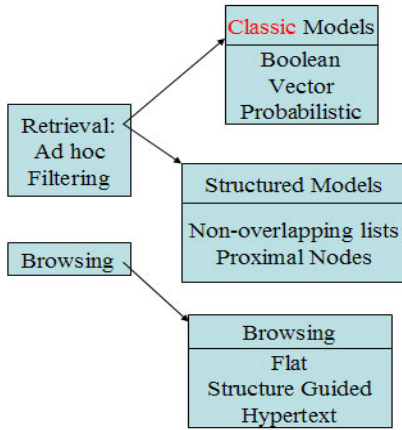 Classic Models
Boolean
Vector
Probabilistic
Retrieval:
Ad hoc
Filtering
Structured Models
Non-overlapping lists
Proximal Nodes
Browsing
Browsing
Flat
Structure Guided
Hypertext